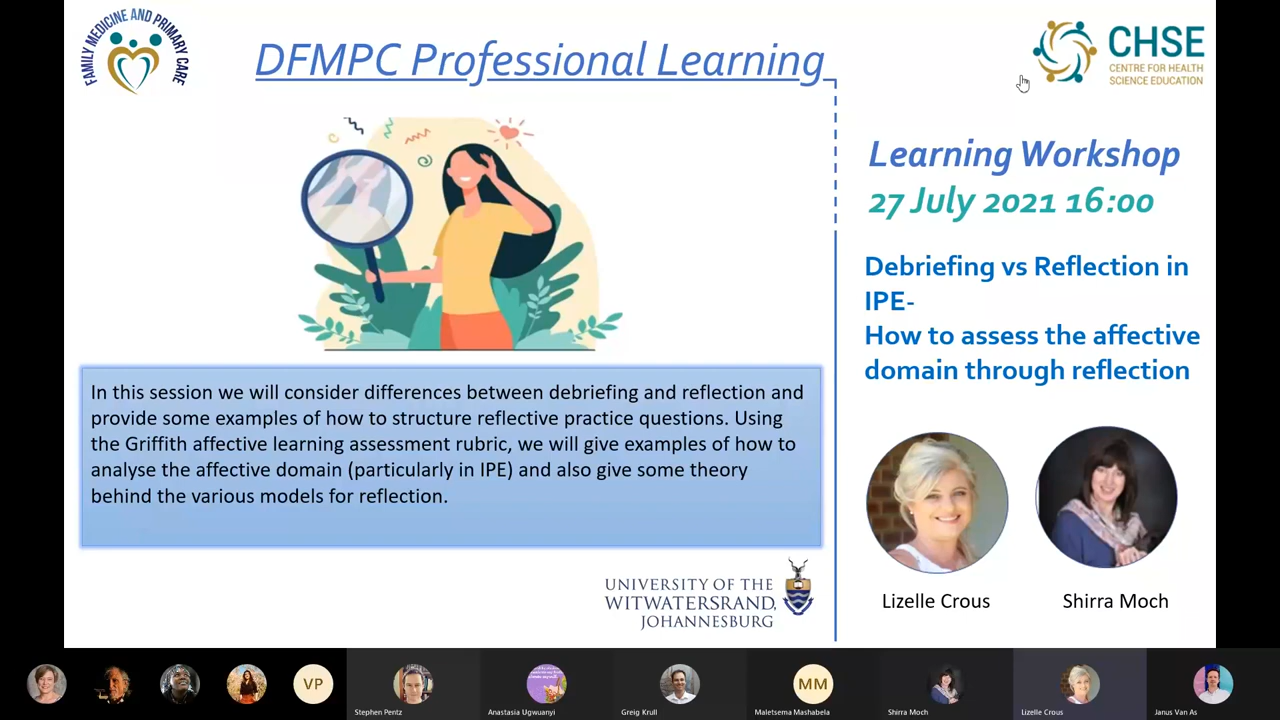 FAMILY MEDICINE AND PRIMARY CARE
DFMPC Professional Learning
CHSE
CENTRE FOR HEALTH
SCIENCE EDUCATION
Learning Workshop
27 July 2021 16:00
Debriefing vs Reflection in
IPE-
How to assess the affective
domain through reflection
In this session we will consider differences between debriefing and reflection and
provide some examples of how to structure reflective practice questions. Using
the Griffith affective learning assessment rubric, we will give examples of how to
analyse the affective domain (particularly in IPE) and also give some theory
behind the various models for reflection.
UNIVERSITY OF THE
WITWATERSRAND,
JOHANNESBURG
Lizelle Crous
Shirra Moch
VP
MM
Stephen Pentz
Anastasia Ugwuanyi
Greig Krull
Maletsema Mashabela
Shirra Moch
Lizelle Crous
Janus Van As